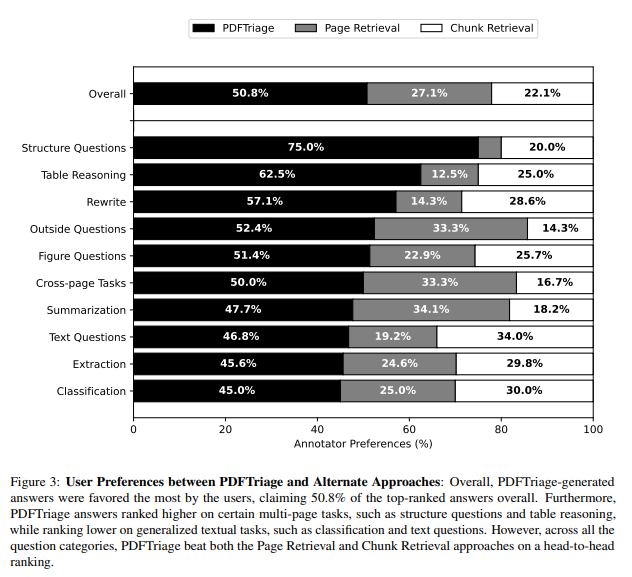 PDFTriage Page Retrieval Chunk Retrieval
Overall 50.8% 27.1% 22.1%
Structure Questions 75.0% 20.0%
Table Reasoning 62.5% 12.5% 25.0%
Rewrite 57.1% 14.3% 28.6%
Outside Questions 52.4% 33.3% 14.3%
Figure Questions 51.4% 22.9% 25.7%
Cross-page Tasks 50.0% 33.3% 16.7%
Summarization 47.7% 34.1% 18.2%
Text Questions 46.8% 19.2% 34.0%
Extraction 45.6% 24.6% 29.8%
Classification 45.0% 25.0% 30.0%
0 20 40 60 80 100
Annotator Preferences (%)
Figure 3: User Preferences between PDFTriage and Alternate Approaches: Overall, PDFTriage-generated
answers were favored the most by the users, claiming 50.8% of the top-ranked answers overall. Furthermore,
PDFTriage answers ranked higher on certain multi-page tasks, such as structure questions and table reasoning,
while ranking lower on generalized textual tasks, such as classification and text questions. However, across all the
question categories, PDFTriage beat both the Page Retrieval and Chunk Retrieval approaches on a head-to-head
ranking.